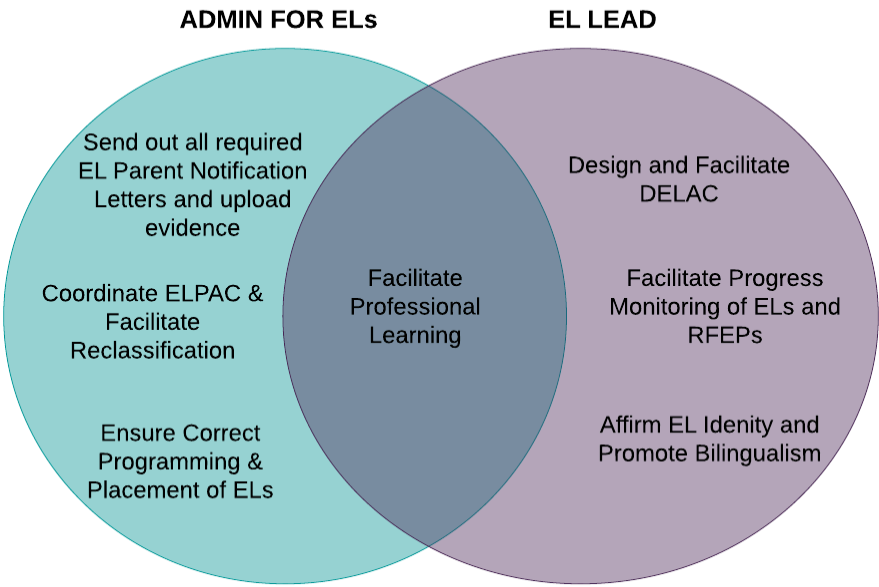 ADMIN FOR ELs
EL LEAD
Send out all required
EL Parent Notification
Letters and upload
evidence
Coordinate ELPAC &
Facilitate
Reclassification
Ensure Correct
Programming &
Placement of ELs
Facilitate
Professional
Learning
Design and Facilitate
DELAC
Facilitate Progress
Monitoring of ELs and
RFEPs
Affirm EL Idenity and
Promote Bilingualism